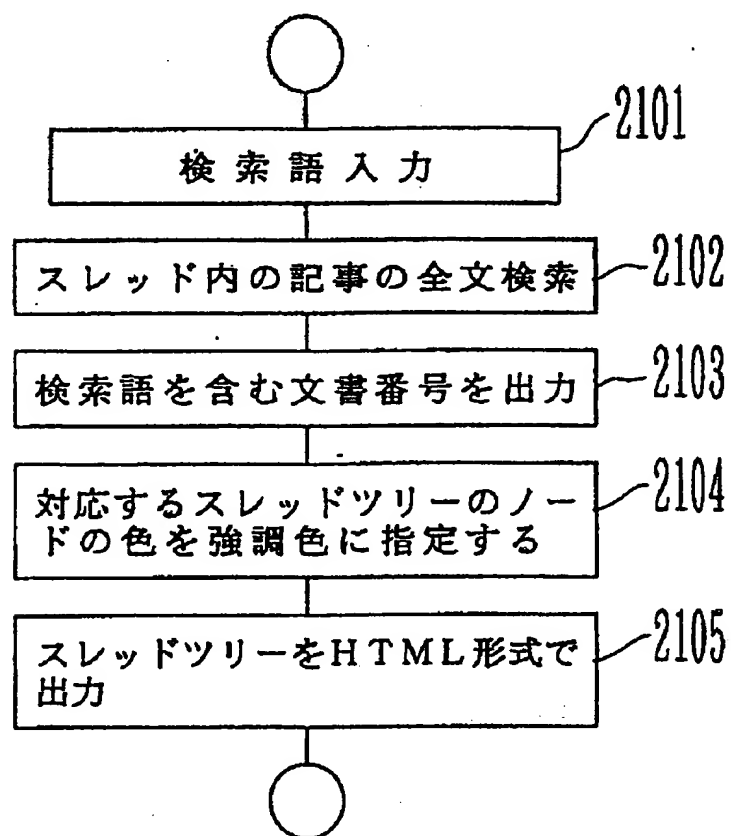 2101
検索語入力
スレッド内の記事の全文検索
2102
検索語を含む文書番号を出力
2103
対応するスレッドツリーのノー
ドの色を強調色に指定する
2104
スレッドツリーをHTML形式で
出力
2105